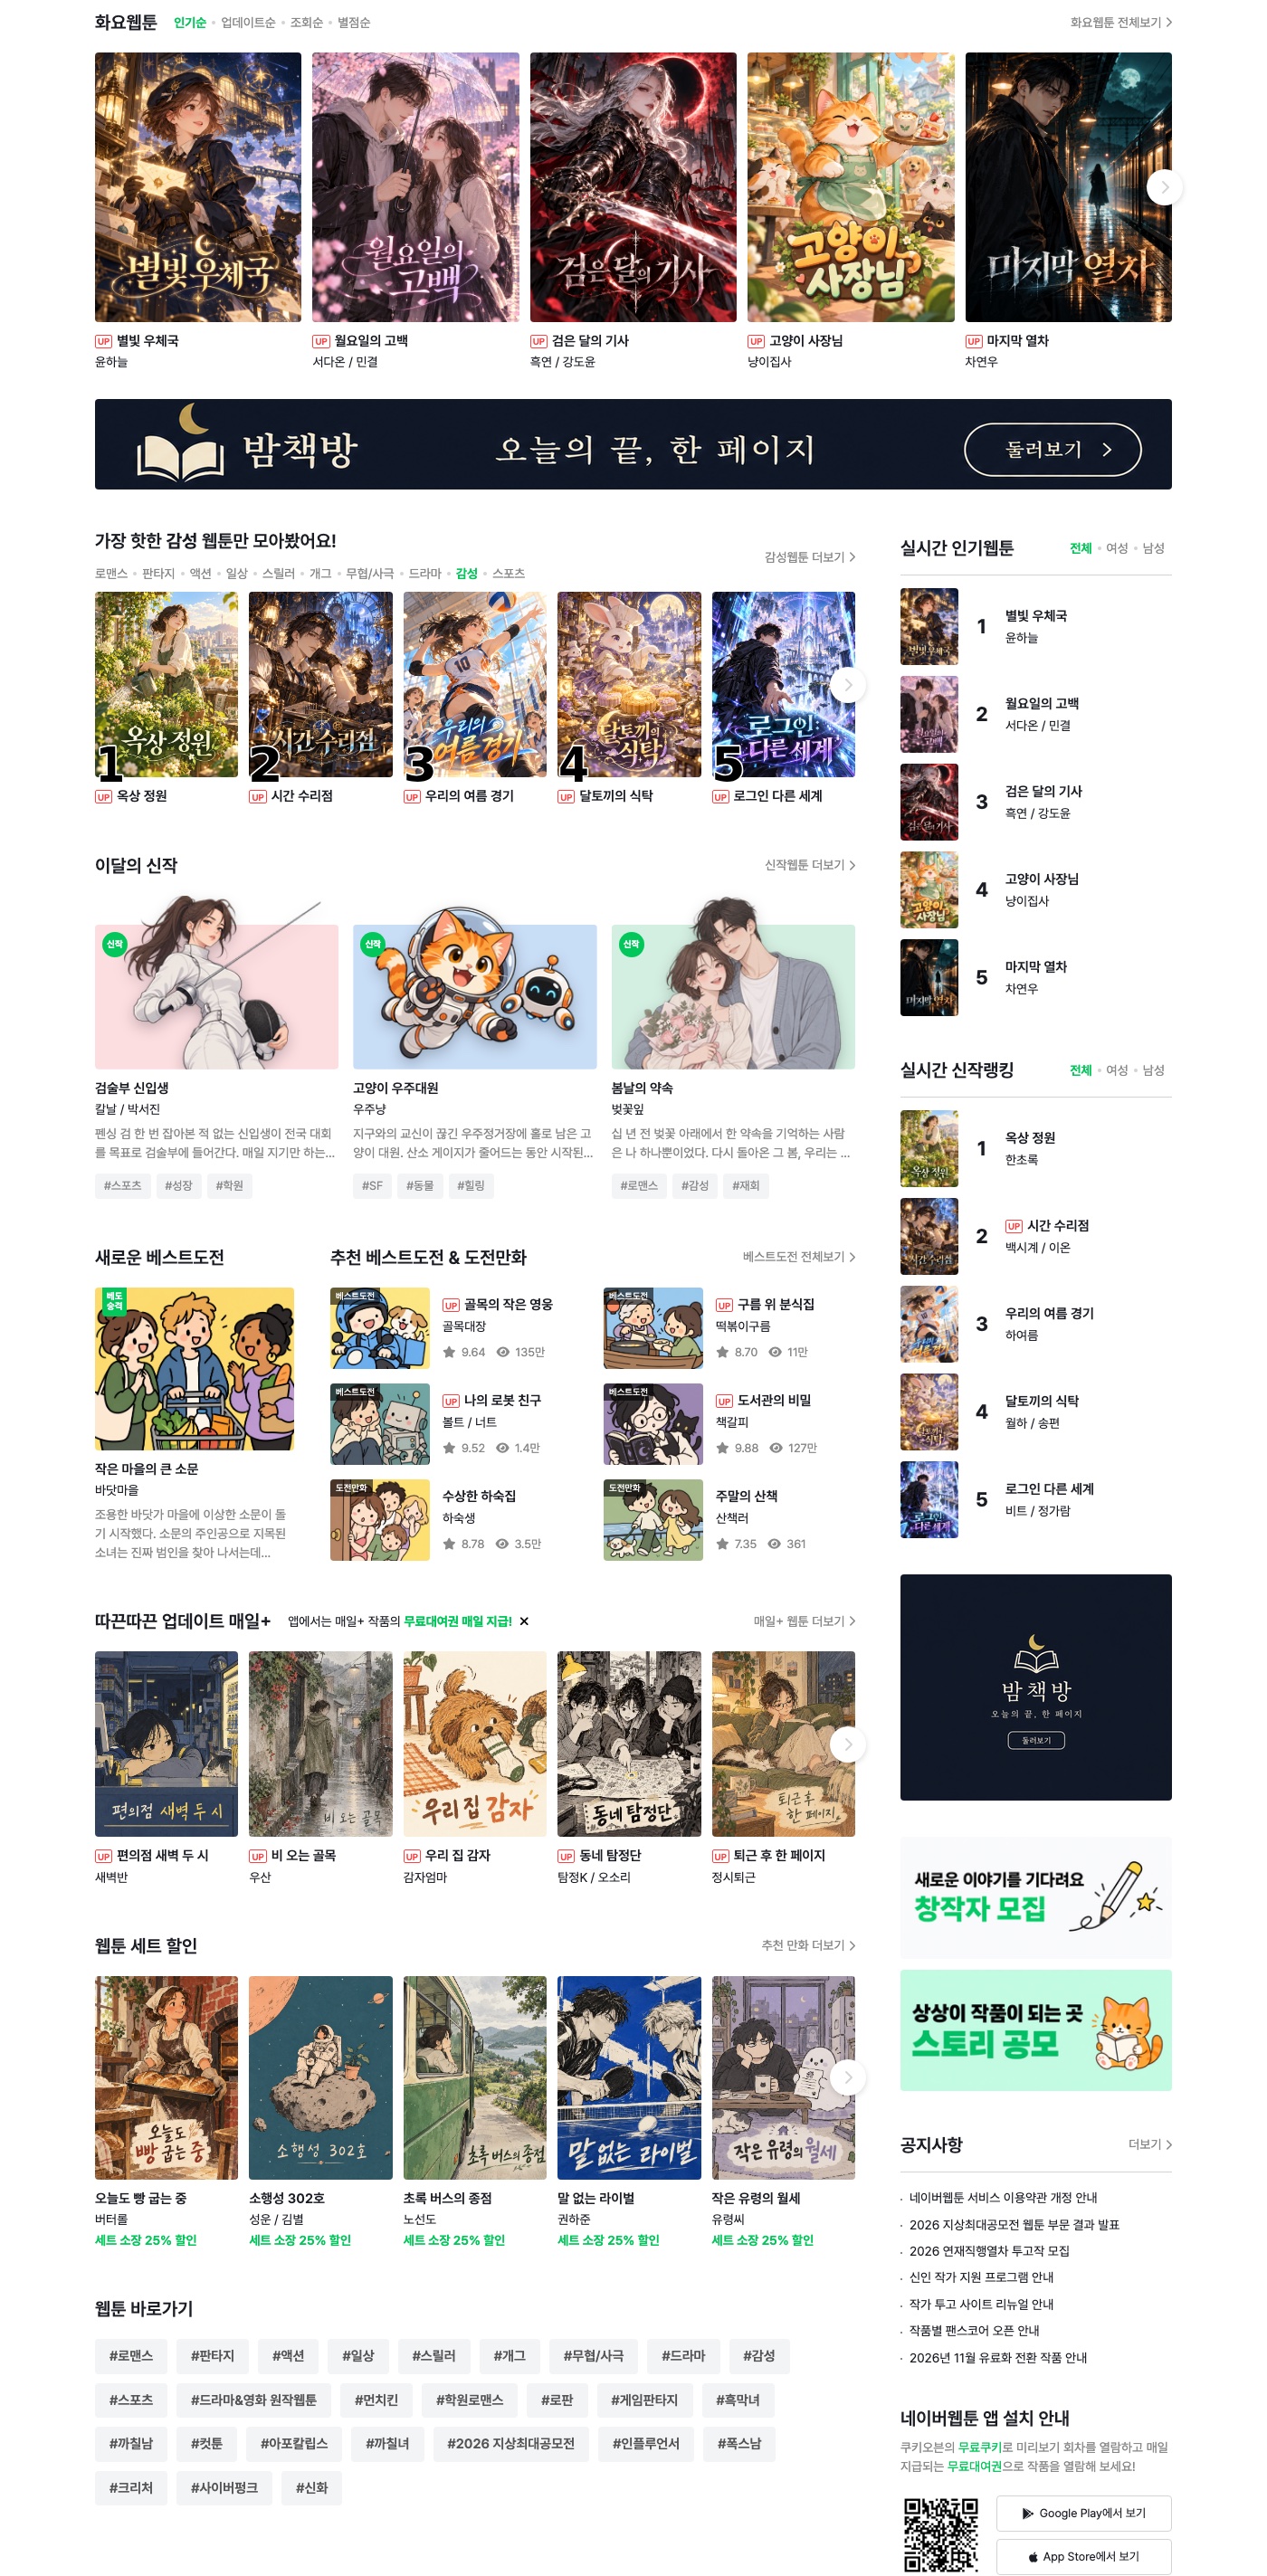 화요웹툰
인기순 업데이트순 조회순 별점순
화요웹툰 전체보기
별빛 우체국
월요일의 고백
검은 달의 기사
고양이 사장님
마지막 열차
UP 별빛 우체국
윤하늘
UP 월요일의 고백
서다온 / 민결
UP 검은 달의 기사
흑연 / 강도윤
UP 고양이 사장님
냥이집사
UP 마지막 열차
차연우
밤책방
오늘의 끝, 한 페이지
둘러보기
가장 핫한 감성 웹툰만 모아봤어요!
감성웹툰 더보기
로맨스 판타지 액션 일상 스릴러 개그 무협/사극 드라마 감성 스포츠
옥상 정원
시간 수리점
우리의 여름 경기
달토끼의 식탁
로그인: 다른 세계
1
2
3
4
5
UP 옥상 정원
UP 시간 수리점
UP 우리의 여름 경기
UP 달토끼의 식탁
UP 로그인 다른 세계
이달의 신작
신작웹툰 더보기
신작
신작
신작
검술부 신입생
칼날 / 박서진
펜싱 검 한 번 잡아본 적 없는 신입생이 전국 대회
를 목표로 검술부에 들어간다. 매일 지기만 하는...
#스포츠 #성장 #학원
고양이 우주대원
우주냥
지구와의 교신이 끊긴 우주정거장에 홀로 남은 고
양이 대원. 산소 게이지가 줄어드는 동안 시작된...
#SF #동물 #힐링
봄날의 약속
벚꽃잎
십 년 전 벚꽃 아래에서 한 약속을 기억하는 사람
은 나 하나뿐이었다. 다시 돌아온 그 봄, 우리는 ...
#로맨스 #감성 #재회
새로운 베스트도전
베도
승격
작은 마을의 큰 소문
바닷마을
조용한 바닷가 마을에 이상한 소문이 돌
기 시작했다. 소문의 주인공으로 지목된
소녀는 진짜 범인을 찾아 나서는데...
추천 베스트도전 & 도전만화
베스트도전 전체보기
베스트도전
UP 골목의 작은 영웅
골목대장
9.64 135만
베스트도전
UP 구름 위 분식집
떡볶이구름
8.70 11만
베스트도전
UP 나의 로봇 친구
볼트 / 너트
9.52 1.4만
베스트도전
UP 도서관의 비밀
책갈피
9.88 127만
도전만화
수상한 하숙집
하숙생
8.78 3.5만
도전만화
주말의 산책
산책러
7.35 361
따끈따끈 업데이트 매일+
앱에서는 매일+ 작품의 무료대여권 매일 지급!
매일+ 웹툰 더보기
편의점 새벽 두 시
비 오는 골목
우리 집 감자
동네 탐정단
퇴근 후 한 페이지
UP 편의점 새벽 두 시
새벽반
UP 비 오는 골목
우산
UP 우리 집 감자
감자엄마
UP 동네 탐정단
탐정K / 오소리
UP 퇴근 후 한 페이지
정시퇴근
웹툰 세트 할인
추천 만화 더보기
오늘도 빵 굽는 중
소행성 302호
초록 버스의 종점
말 없는 라이벌
작은 유령의 월세
오늘도 빵 굽는 중
버터롤
세트 소장 25% 할인
소행성 302호
성운 / 김별
세트 소장 25% 할인
초록 버스의 종점
노선도
세트 소장 25% 할인
말 없는 라이벌
권하준
세트 소장 25% 할인
작은 유령의 월세
유령씨
세트 소장 25% 할인
웹툰 바로가기
#로맨스 #판타지 #액션 #일상 #스릴러 #개그 #무협/사극 #드라마 #감성
#스포츠 #드라마&영화 원작웹툰 #먼치킨 #학원로맨스 #로판 #게임판타지 #흑막녀
#까칠남 #컷툰 #아포칼립스 #까칠녀 #2026 지상최대공모전 #인플루언서 #폭스남
#크리처 #사이버펑크 #신화
실시간 인기웹툰
전체 여성 남성
1
별빛 우체국
윤하늘
2
월요일의 고백
서다온 / 민결
3
검은 달의 기사
흑연 / 강도윤
4
고양이 사장님
냥이집사
5
마지막 열차
차연우
실시간 신작랭킹
전체 여성 남성
1
옥상 정원
한초록
2
UP 시간 수리점
백시계 / 이온
3
우리의 여름 경기
하여름
4
달토끼의 식탁
월하 / 송편
5
로그인 다른 세계
비트 / 정가람
밤책방
오늘의 끝, 한 페이지
둘러보기
새로운 이야기를 기다려요
창작자 모집
상상이 작품이 되는 곳
스토리 공모
공지사항
더보기
네이버웹툰 서비스 이용약관 개정 안내
2026 지상최대공모전 웹툰 부문 결과 발표
2026 연재직행열차 투고작 모집
신인 작가 지원 프로그램 안내
작가 투고 사이트 리뉴얼 안내
작품별 팬스코어 오픈 안내
2026년 11월 유료화 전환 작품 안내
네이버웹툰 앱 설치 안내
쿠키오븐의 무료쿠키로 미리보기 회차를 열람하고 매일
지급되는 무료대여권으로 작품을 열람해 보세요!
Google Play에서 보기
App Store에서 보기